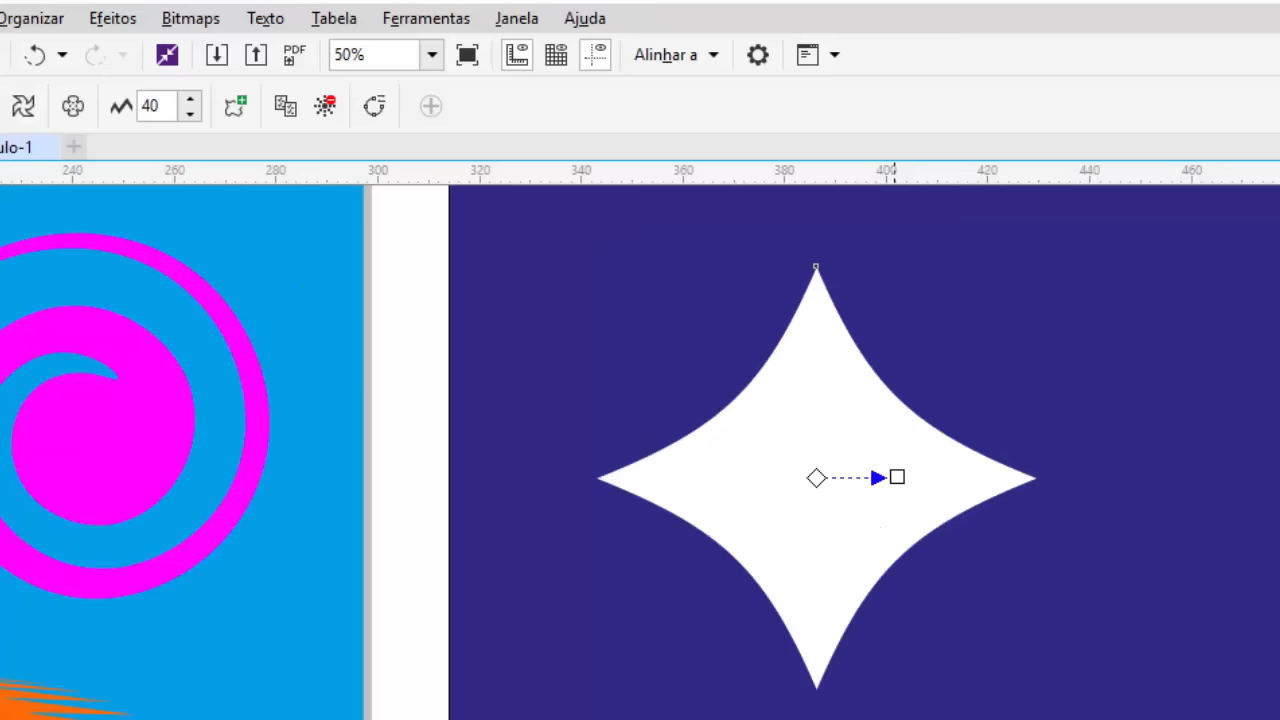 Organizar Efeitos Bitmaps Texto Tabela Ferramentas Janela Ajuda
PDF 50% Alinhar a
40
ulo-1
240 260 280 300 320 340 360 380 400 420 440 460